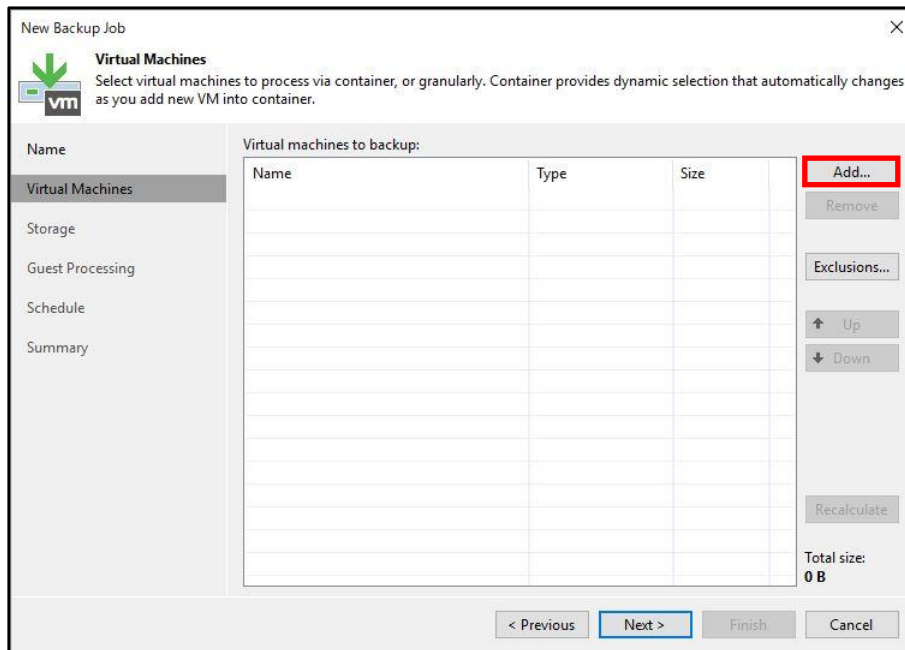 New Backup Job
Virtual Machines
Select virtual machines to process via container, or granularly. Container provides dynamic selection that automatically changes
as you add new VM into container.
vm
Name
Virtual Machines
Storage
Guest Processing
Schedule
Summary
Virtual machines to backup:
Name Type Size
Add...
Remove
Exclusions...
Up
Down
Recalculate
Total size:
0 B
< Previous Next > Finish Cancel